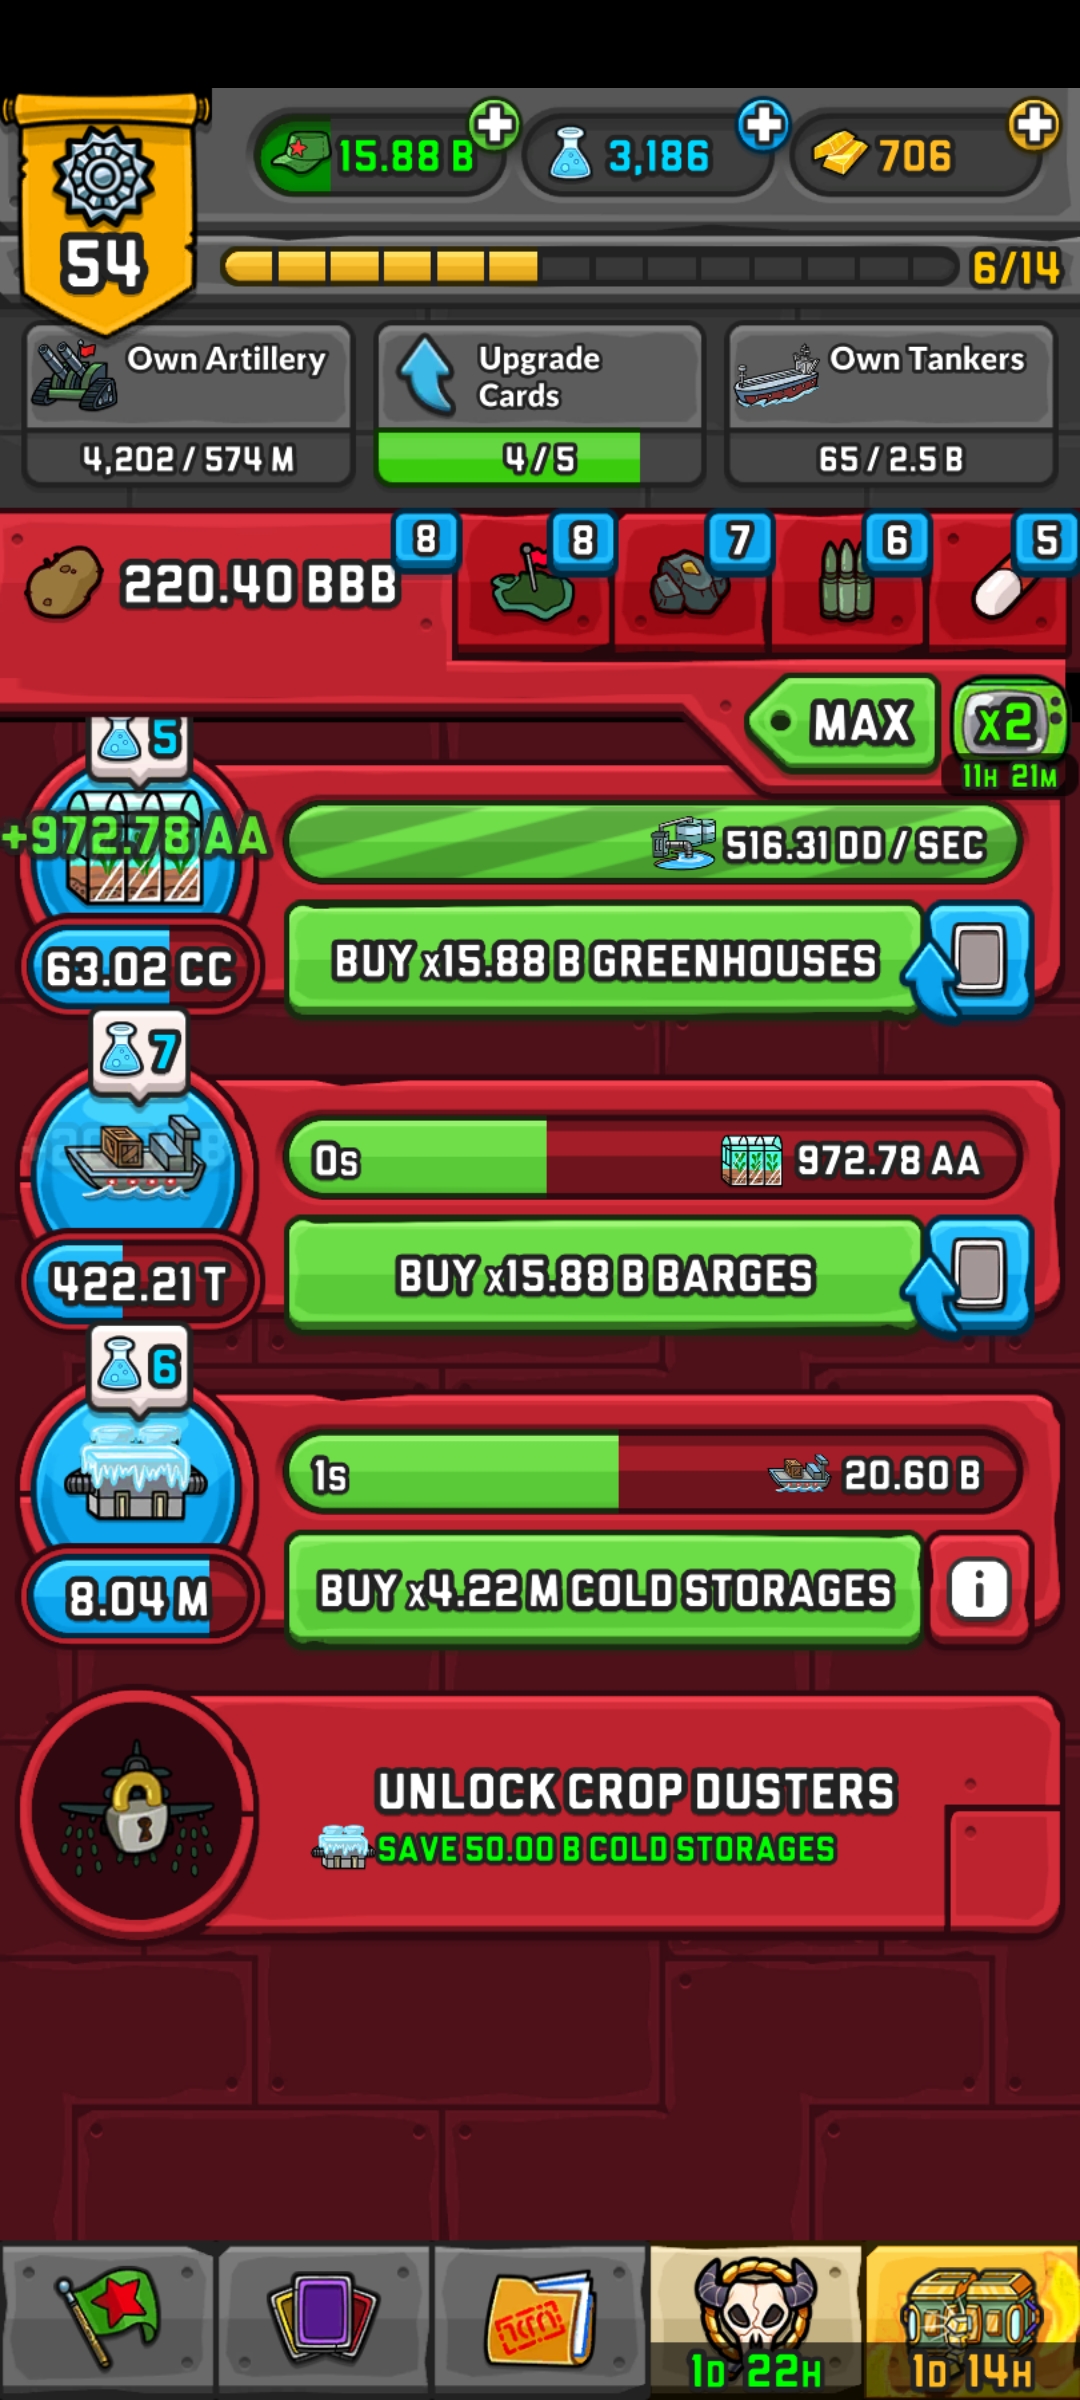 54
15.88 B
3,186
706
6/14
Own Artillery
4,202 / 574 M
Upgrade
Cards
4 / 5
Own Tankers
65 / 2.5 B
220.40 BBB
8
8
7
6
5
MAX
x2
11H 21M
5
+972.78 AA
516.31 DD / SEC
63.02 CC
BUY x15.88 B GREENHOUSES
7
0s
972.78 AA
422.21 T
BUY x15.88 B BARGES
6
1s
20.60 B
8.04 M
BUY x4.22 M COLD STORAGES
i
UNLOCK CROP DUSTERS
SAVE 50.00 B COLD STORAGES
1D 22H
1D 14H